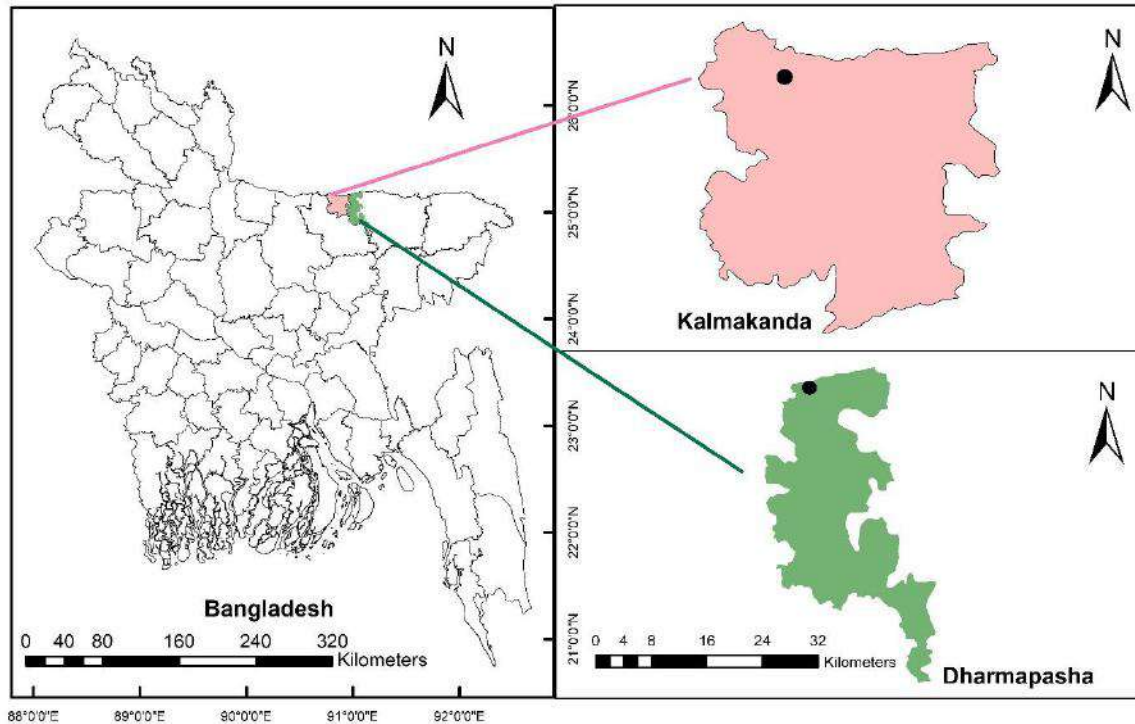 N
26°0'0"N
25°0'0"N
24°0'0"N
23°0'0"N
22°0'0"N
21°0'0"N
Bangladesh
0 40 80 160 240 320
Kilometers
88°0'0"E 89°0'0"E 90°0'0"E 91°0'0"E 92°0'0"E
N
Kalmakanda
N
0 4 8 16 24 32
Kilometers
Dharmapasha